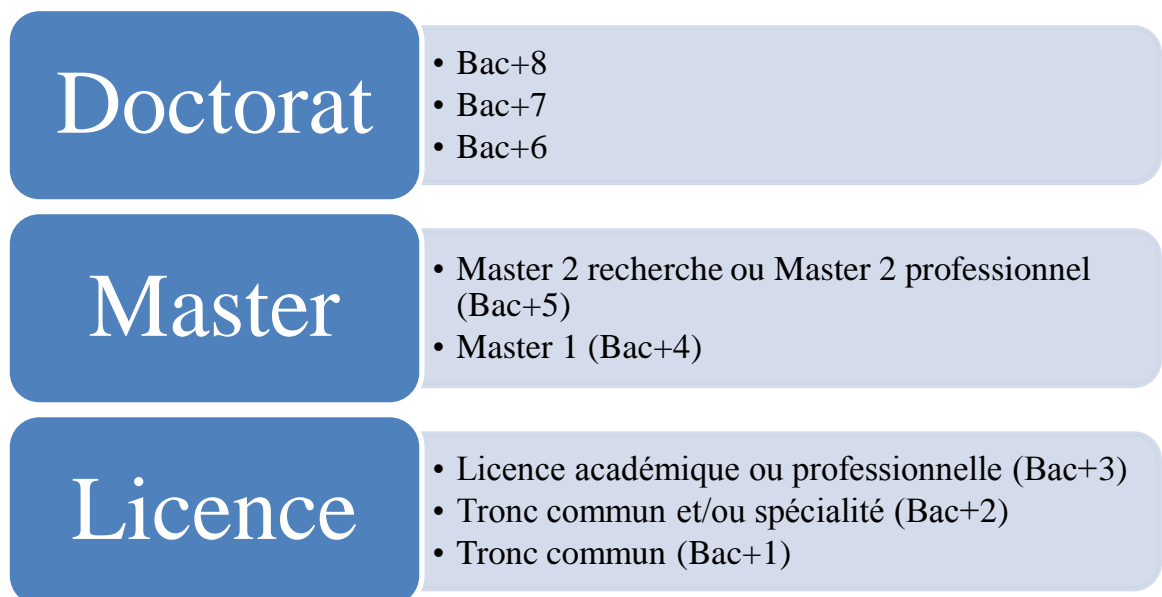 Doctorat
• Bac+8
• Bac+7
• Bac+6
Master
• Master 2 recherche ou Master 2 professionnel
(Bac+5)
• Master 1 (Bac+4)
Licence
• Licence académique ou professionnelle (Bac+3)
• Tronc commun et/ou spécialité (Bac+2)
• Tronc commun (Bac+1)